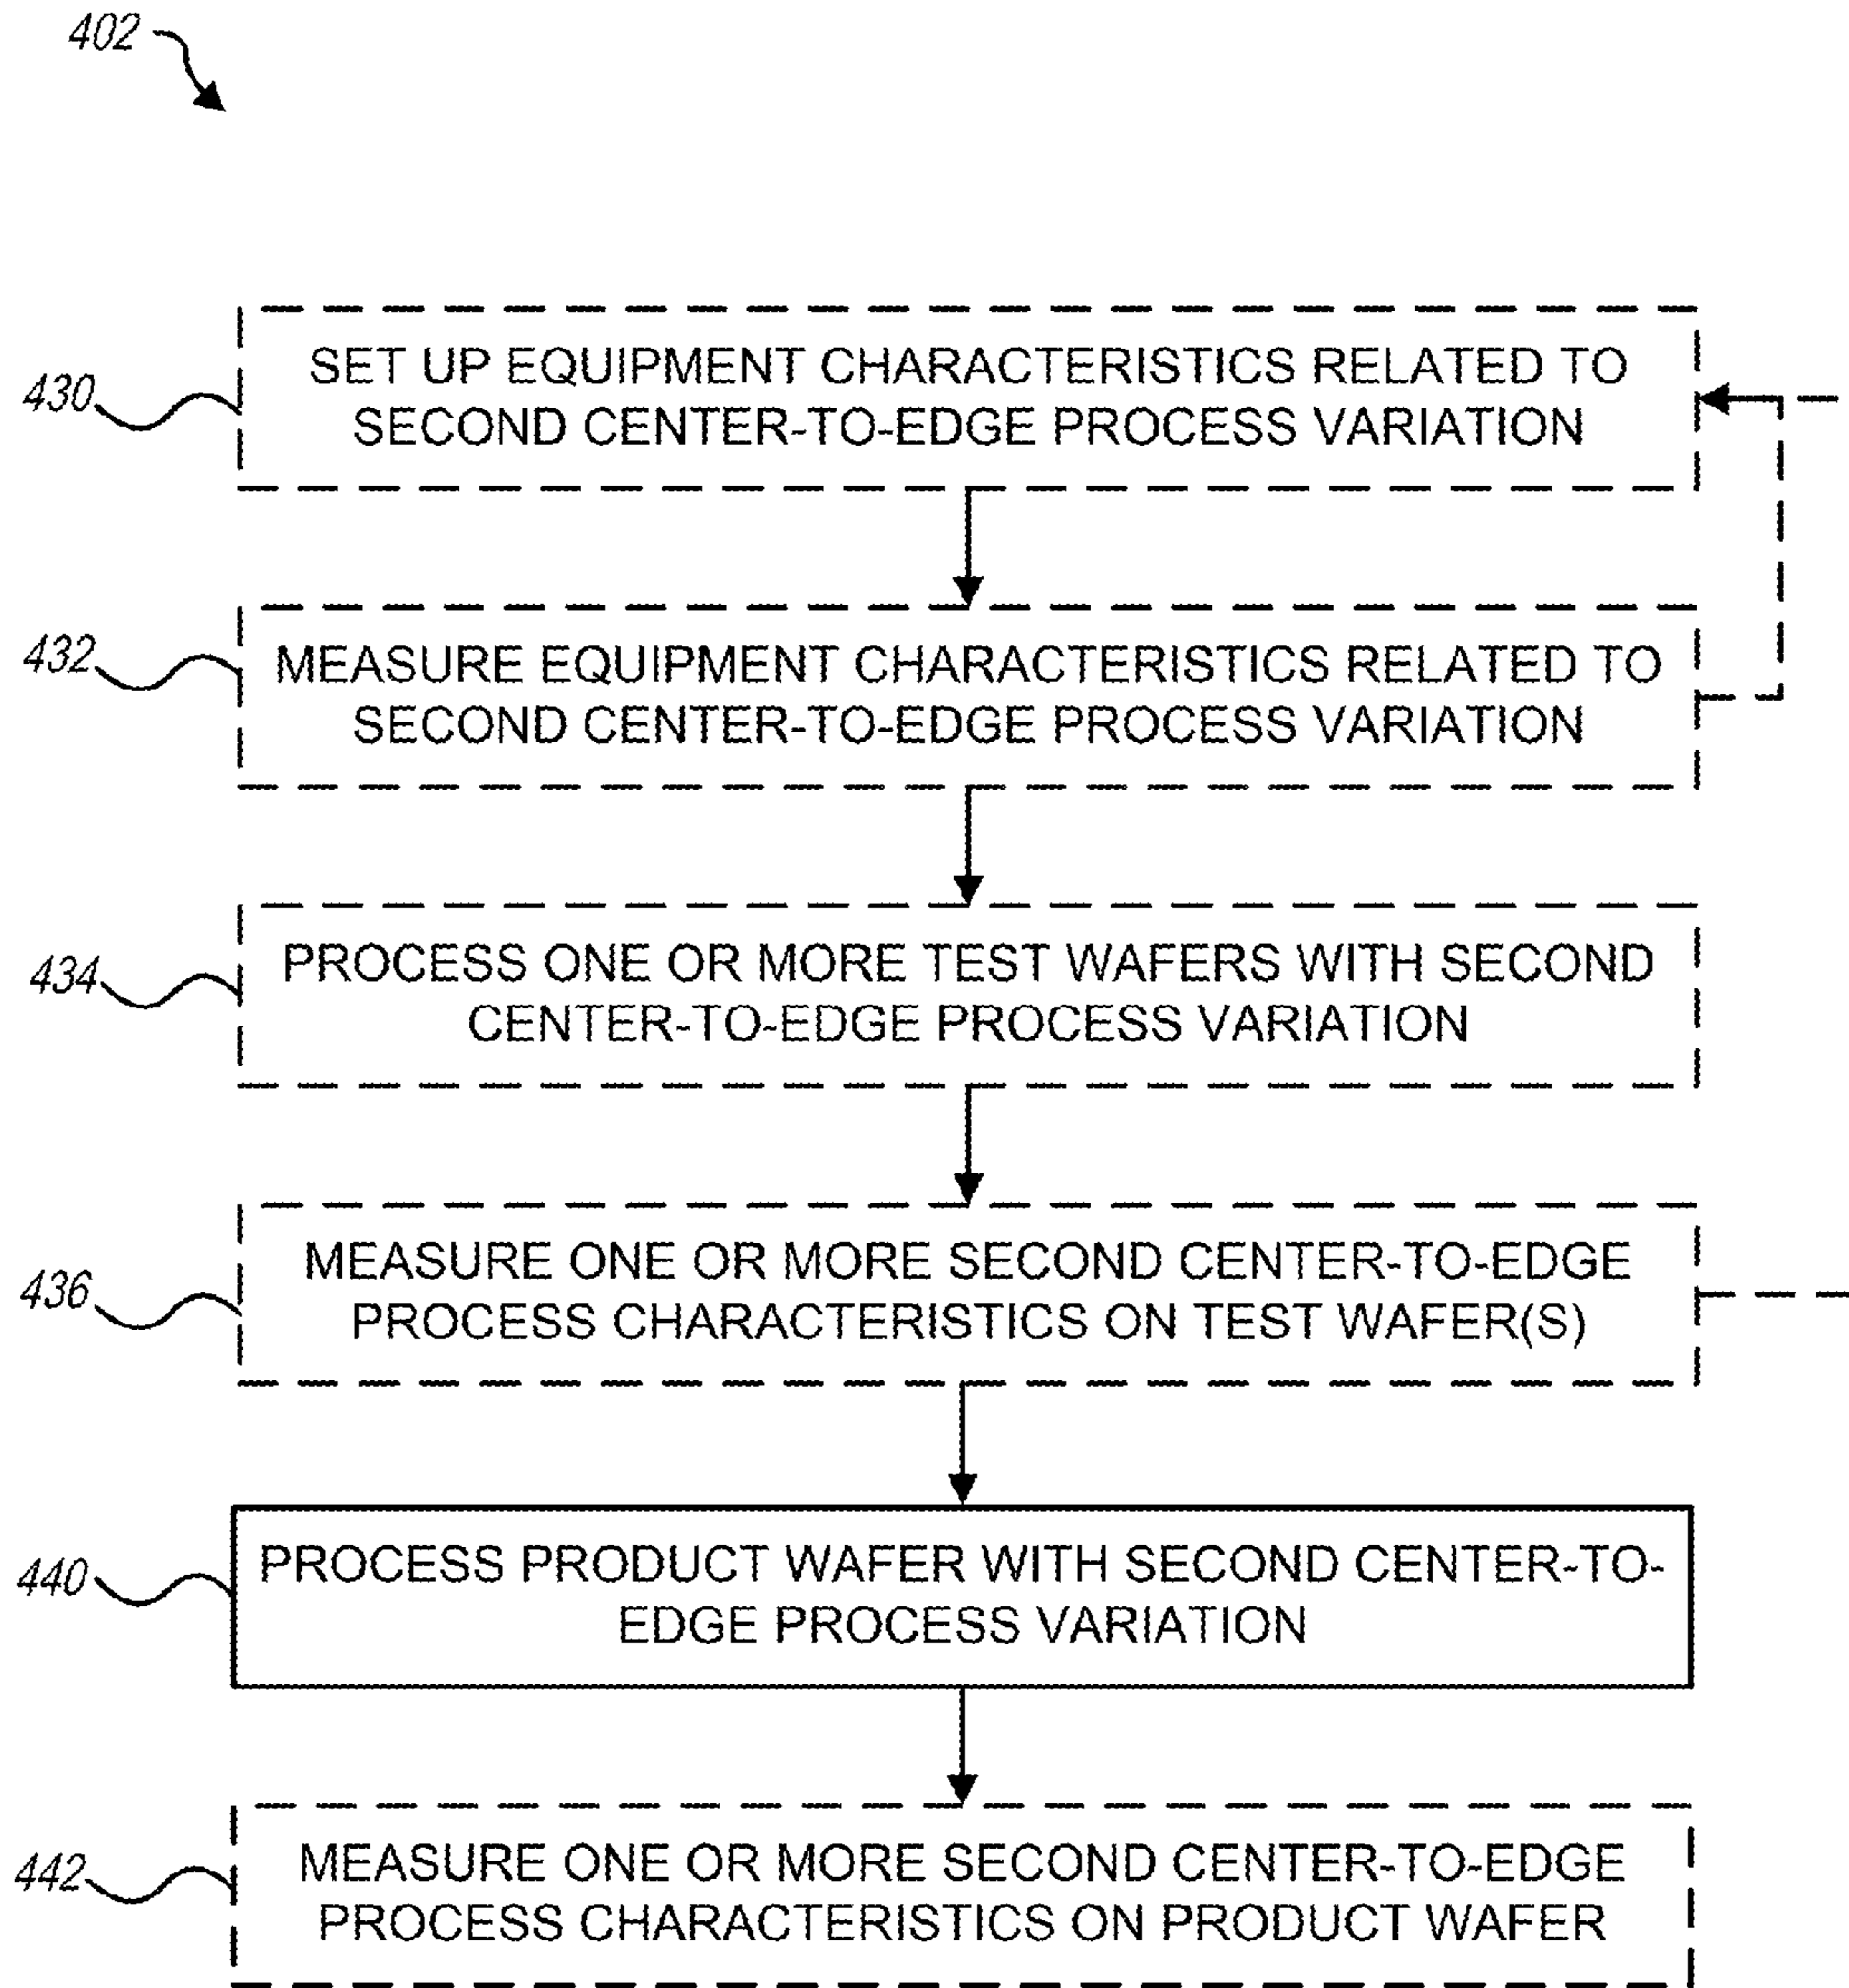 402
430
SET UP EQUIPMENT CHARACTERISTICS RELATED TO
SECOND CENTER-TO-EDGE PROCESS VARIATION
432
MEASURE EQUIPMENT CHARACTERISTICS RELATED TO
SECOND CENTER-TO-EDGE PROCESS VARIATION
434
PROCESS ONE OR MORE TEST WAFERS WITH SECOND
CENTER-TO-EDGE PROCESS VARIATION
436
MEASURE ONE OR MORE SECOND CENTER-TO-EDGE
PROCESS CHARACTERISTICS ON TEST WAFER(S)
440
PROCESS PRODUCT WAFER WITH SECOND CENTER-TO-
EDGE PROCESS VARIATION
442
MEASURE ONE OR MORE SECOND CENTER-TO-EDGE
PROCESS CHARACTERISTICS ON PRODUCT WAFER